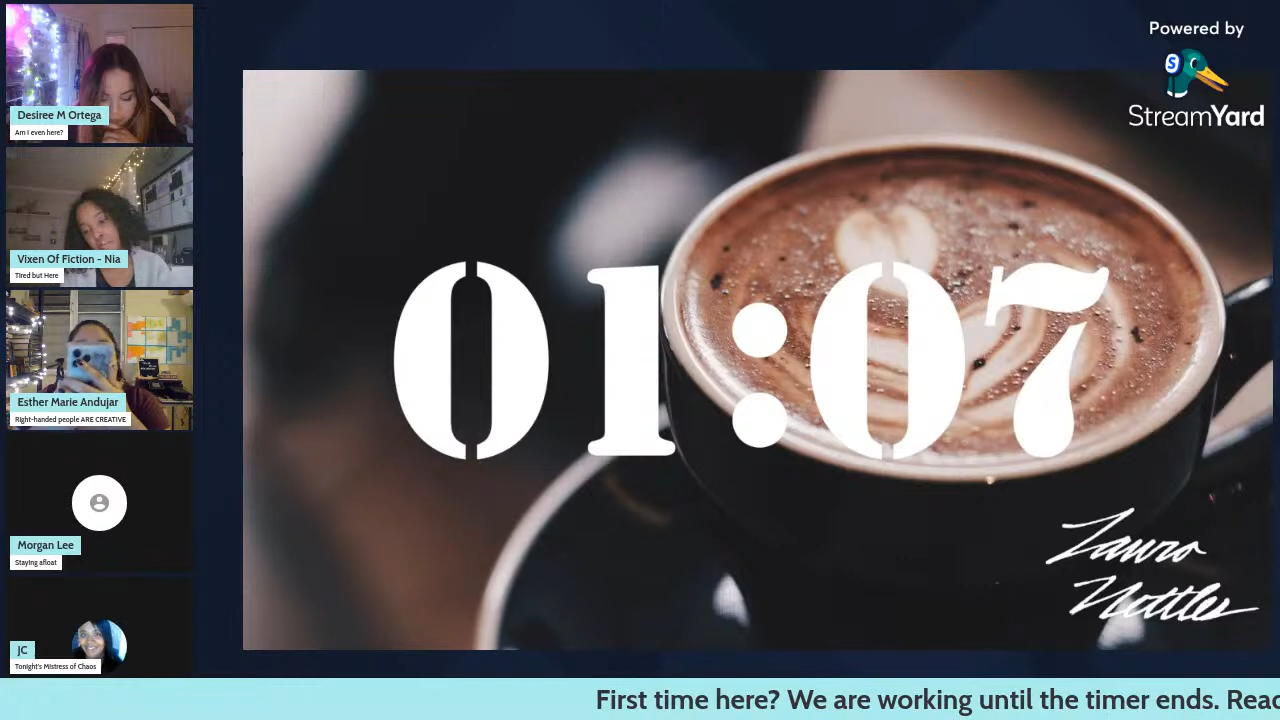 Powered by
StreamYard
Desiree M Ortega
Am I even here?
Vixen Of Fiction - Nia
Tired but Here
Esther Marie Andujar
Right-handed people ARE CREATIVE
Morgan Lee
Staying afloat
JC
Tonight's Mistress of Chaos
01:07
First time here? We are working until the timer ends. Read